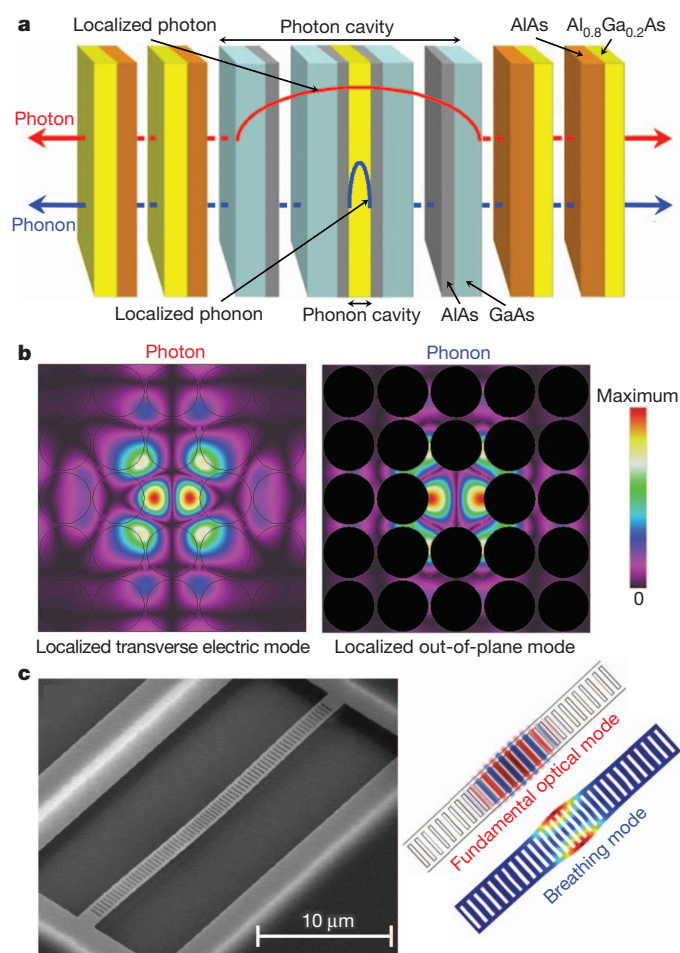 a
Localized photon
Photon cavity
AlAs
Al0.8Ga0.2As
Photon
Phonon
Localized phonon
Phonon cavity
AlAs
GaAs
b
Photon
Phonon
Maximum
0
Localized transverse electric mode
Localized out-of-plane mode
c
Fundamental optical mode
Breathing mode
10 μm